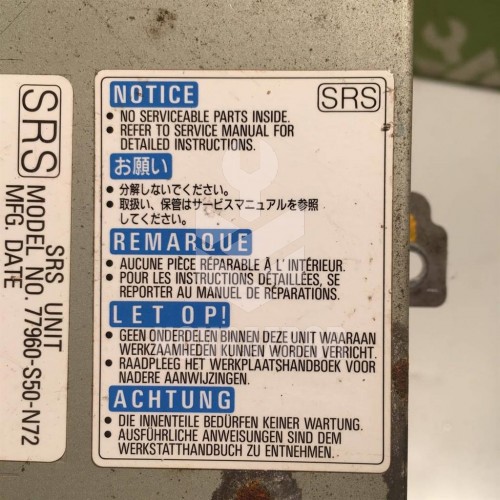 NOTICE
SRS
• NO SERVICEABLE PARTS INSIDE.
• REFER TO SERVICE MANUAL FOR
DETAILED INSTRUCTIONS.
お願い
• 分解しないでください。
• 取扱い、保管はサービスマニュアルを参照
してください。
REMARQUE
• AUCUNE PIÈCE RÉPARABLE À L'INTÉRIEUR.
• POUR LES INSTRUCTIONS DÉTAILLÉES, SE
REPORTER AU MANUEL DE RÉPARATIONS.
LET OP!
• GEEN ONDERDELEN BINNEN DEZE UNIT WAARAAN
WERKZAAMHEDEN KUNNEN WORDEN VERRICHT.
• RAADPLEEG HET WERKPLAATSHANDBOEK VOOR
NADERE AANWIJZINGEN.
ACHTUNG
• DIE INNENTEILE BEDÜRFEN KEINER WARTUNG.
• AUSFÜHRLICHE ANWEISUNGEN SIND DEM
WERKSTATTHANDBUCH ZU ENTNEHMEN.
SRS
SRS UNIT
MODEL NO. 77960-S50-N72
MFG. DATE